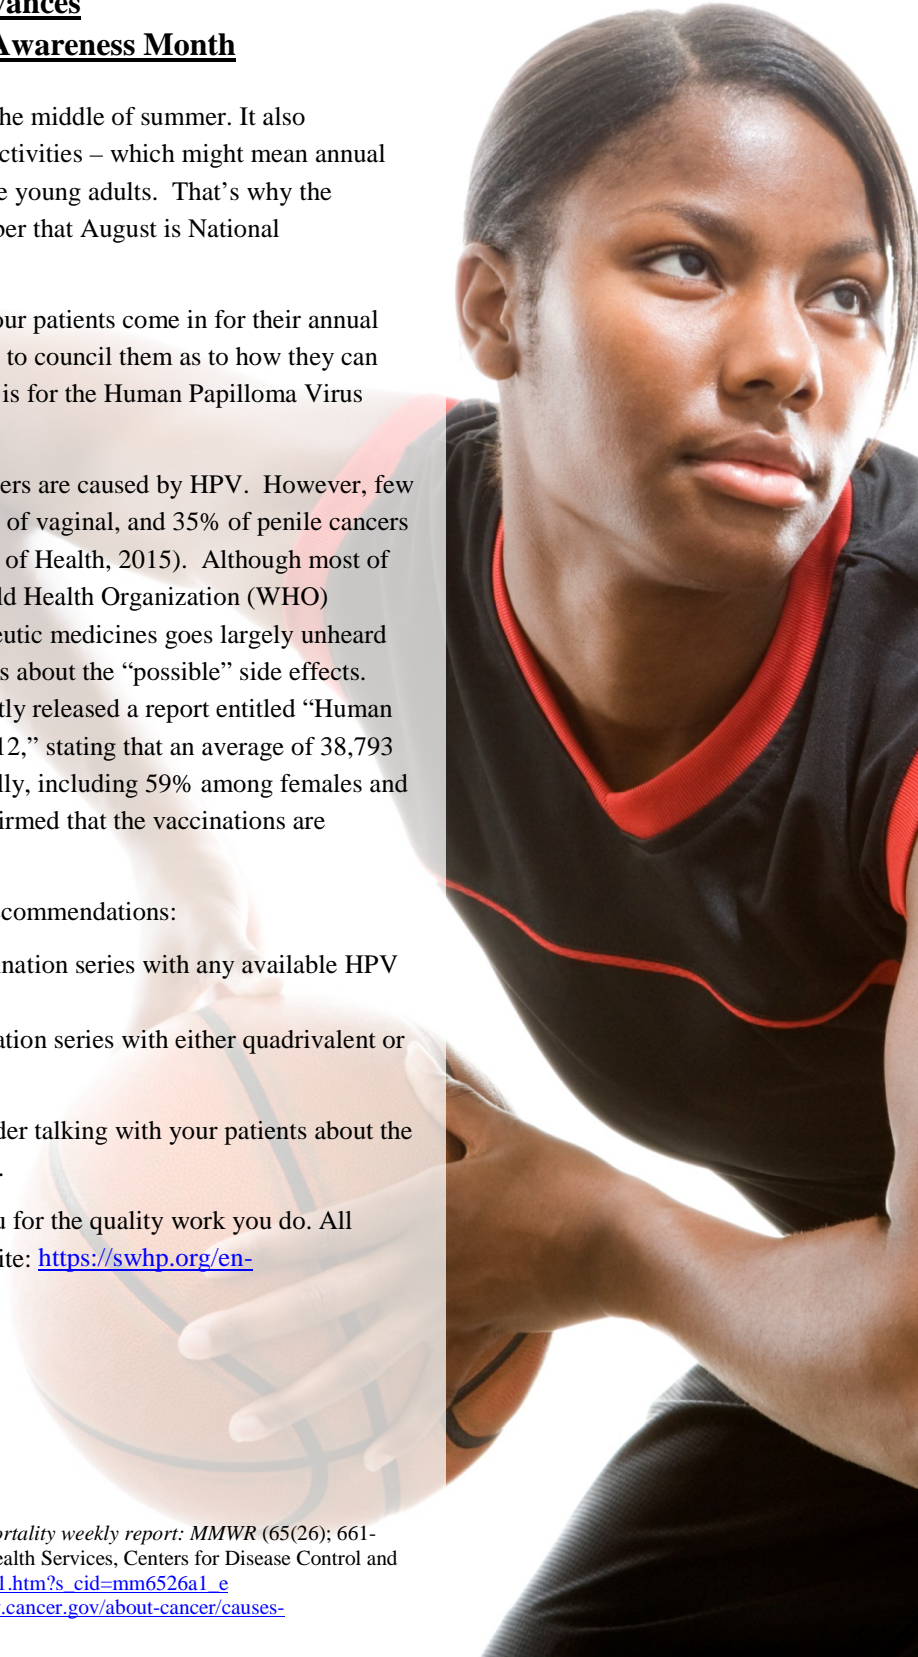 vances
Awareness Month
he middle of summer. It also
ctivities – which might mean annual
e young adults.  That’s why the
ber that August is National
our patients come in for their annual
to council them as to how they can
is for the Human Papilloma Virus
ers are caused by HPV.  However, few
of vaginal, and 35% of penile cancers
of Health, 2015).  Although most of
ld Health Organization (WHO)
eutic medicines goes largely unheard
s about the “possible” side effects.
tly released a report entitled “Human
12,” stating that an average of 38,793
lly, including 59% among females and
irmed that the vaccinations are
ecommendations:
nation series with any available HPV
ation series with either quadrivalent or
der talking with your patients about the
.
u for the quality work you do. All
ite: https://swhp.org/en-
ortality weekly report: MMWR (65(26); 661-
ealth Services, Centers for Disease Control and
1.htm?s_cid=mm6526a1_e
.cancer.gov/about-cancer/causes-